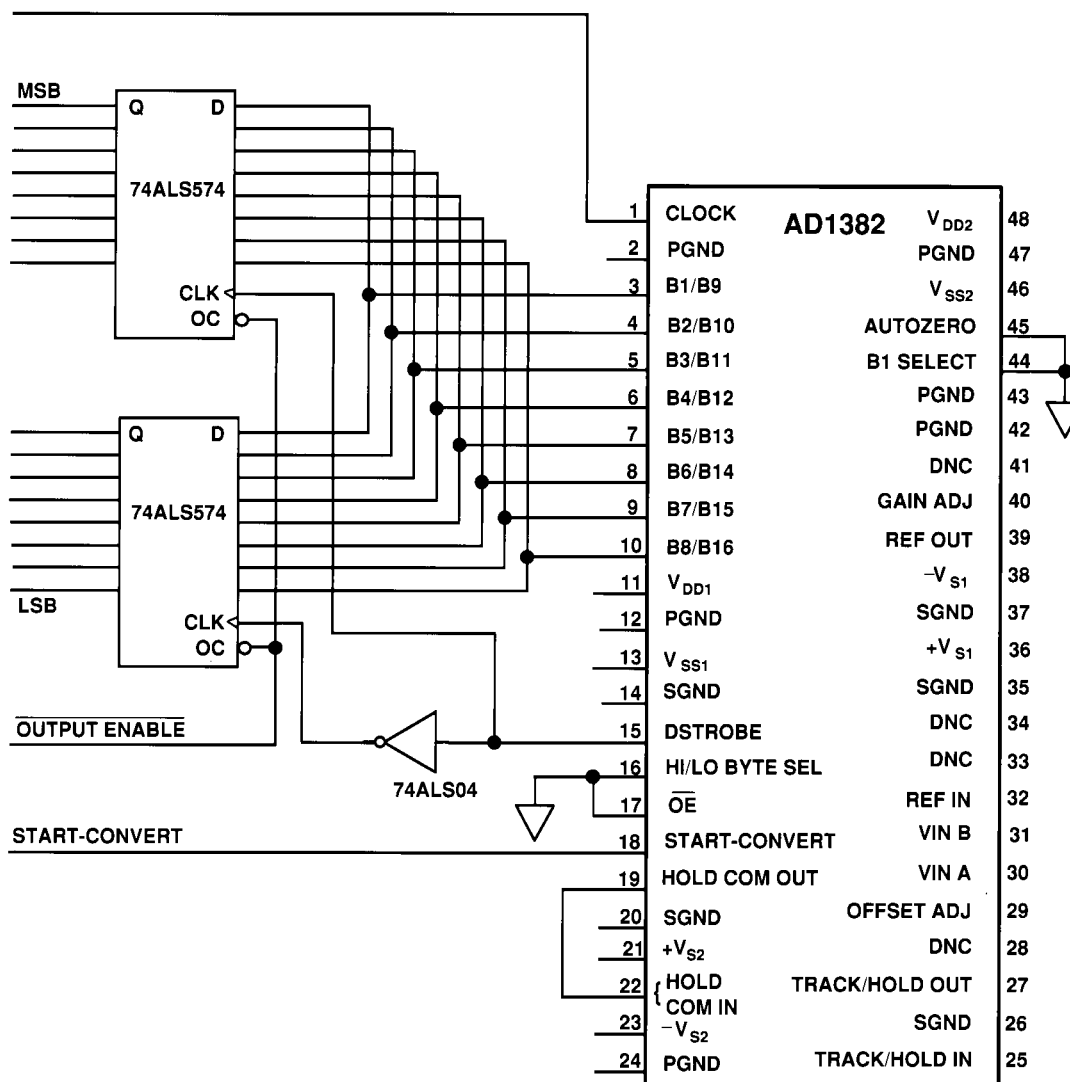 MSB
Q D
74ALS574
CLK
OC
Q D
74ALS574
LSB
CLK
OC
OUTPUT ENABLE
74ALS04
START-CONVERT
AD1382
1 CLOCK
2 PGND
3 B1/B9
4 B2/B10
5 B3/B11
6 B4/B12
7 B5/B13
8 B6/B14
9 B7/B15
10 B8/B16
11 VDD1
12 PGND
13 VSS1
14 SGND
15 DSTROBE
16 HI/LO BYTE SEL
17 OE
18 START-CONVERT
19 HOLD COM OUT
20 SGND
21 +VS2
22 { HOLD
COM IN
23 −VS2
24 PGND
VDD2 48
PGND 47
VSS2 46
AUTOZERO 45
B1 SELECT 44
PGND 43
PGND 42
DNC 41
GAIN ADJ 40
REF OUT 39
−VS1 38
SGND 37
+VS1 36
SGND 35
DNC 34
DNC 33
REF IN 32
VIN B 31
VIN A 30
OFFSET ADJ 29
DNC 28
TRACK/HOLD OUT 27
SGND 26
TRACK/HOLD IN 25